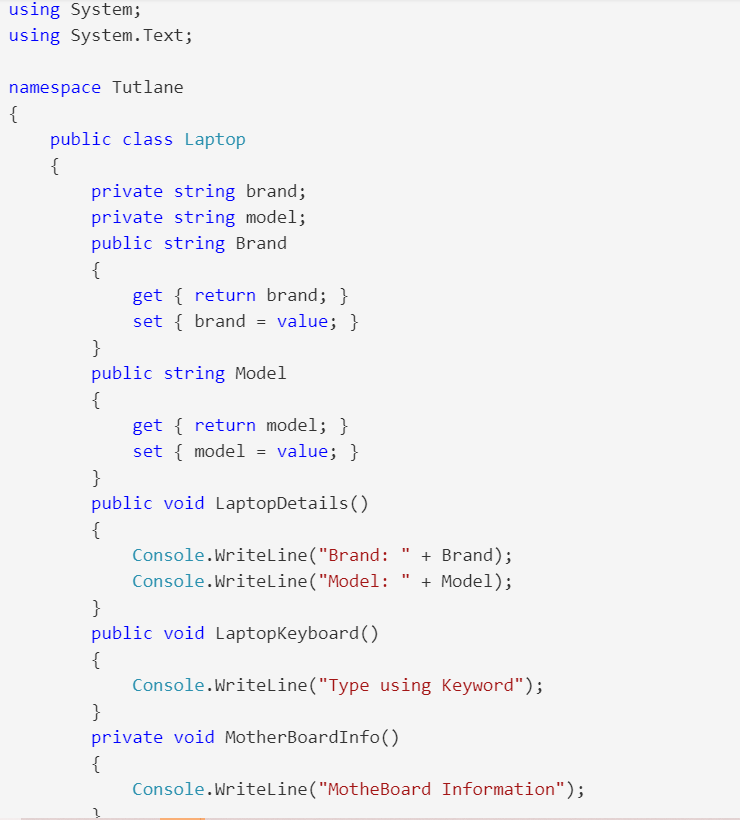 using System;
using System.Text;
namespace Tutlane
{
public class Laptop
{
private string brand;
private string model;
public string Brand
{
get { return brand; }
set { brand = value; }
}
public string Model
{
get { return model; }
set { model = value; }
}
public void LaptopDetails()
{
Console.WriteLine("Brand: " + Brand);
Console.WriteLine("Model: " + Model);
}
public void LaptopKeyboard()
{
Console.WriteLine("Type using Keyword");
}
private void MotherBoardInfo()
{
Console.WriteLine("MotheBoard Information");
}